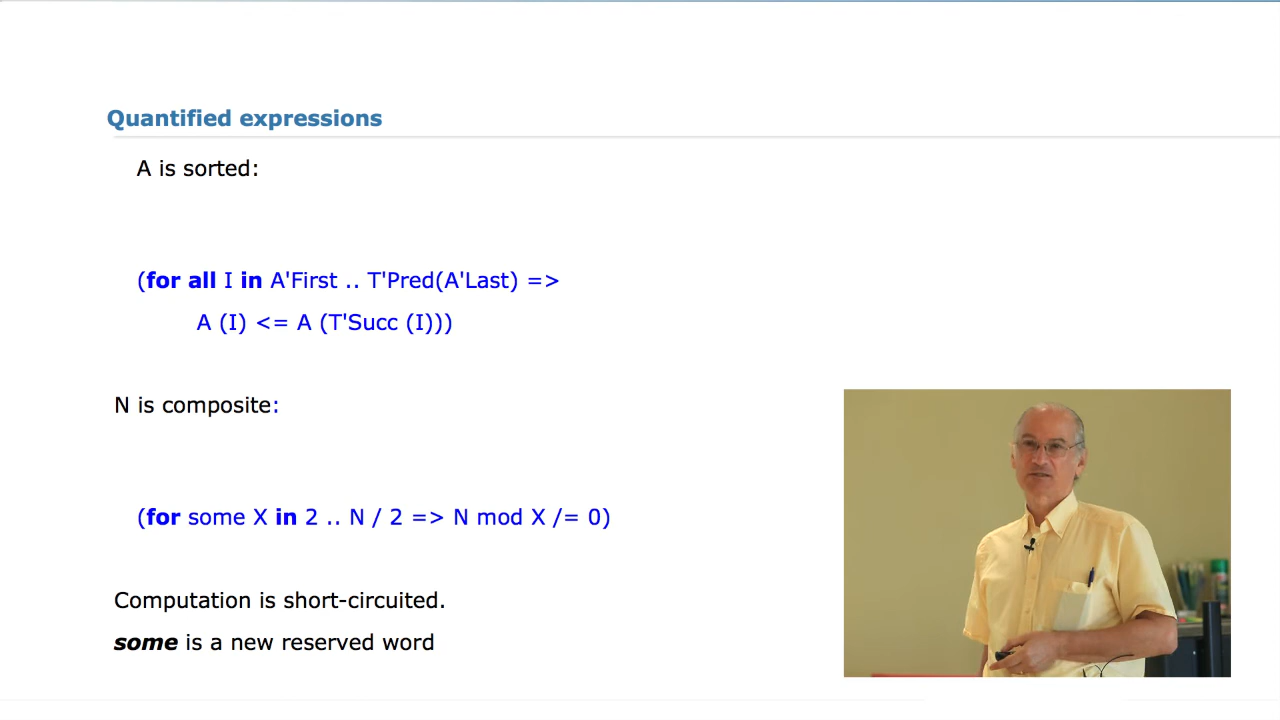 Quantified expressions
A is sorted:
(for all I in A'First .. T'Pred(A'Last) =>
A (I) <= A (T'Succ (I)))
N is composite:
(for some X in 2 .. N / 2 => N mod X /= 0)
Computation is short-circuited.
some is a new reserved word